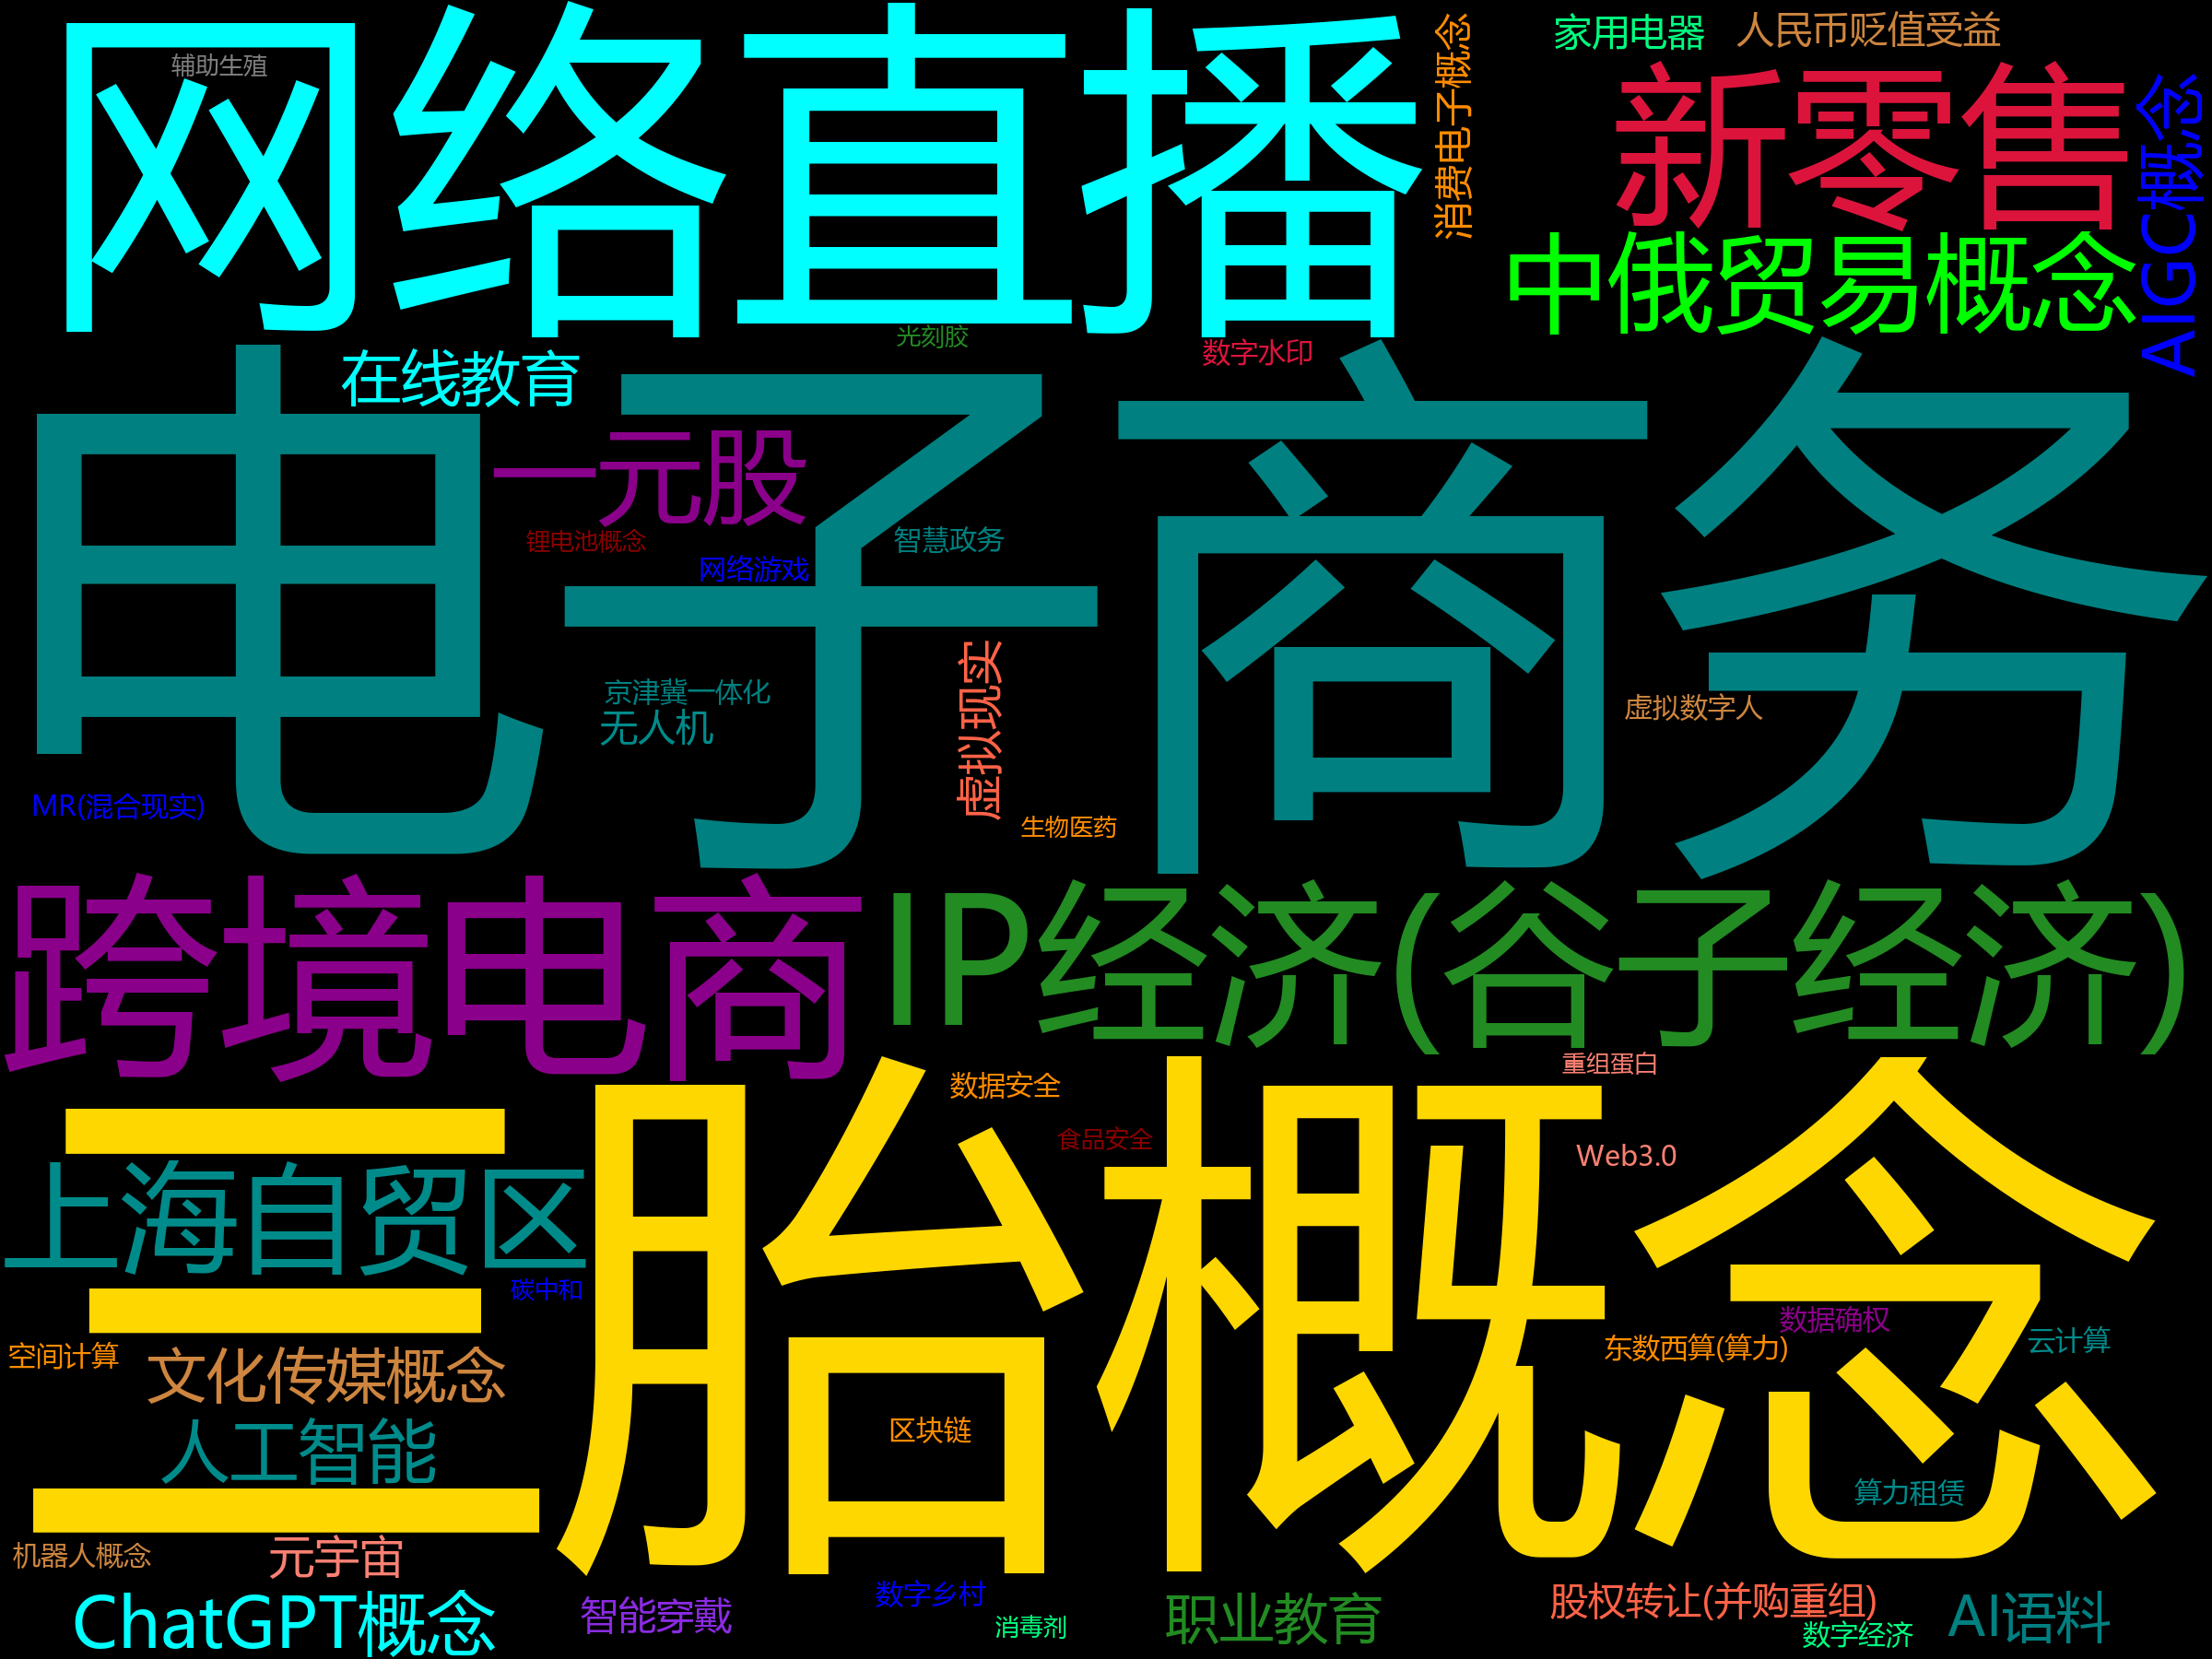 辅助生殖
网络直播
消费电子概念
家用电器
人民币贬值受益
新零售
AIGC概念
中俄贸易概念
光刻胶
数字水印
在线教育
电子商务
一元股
锂电池概念
网络游戏
智慧政务
京津冀一体化
无人机
虚拟现实
虚拟数字人
MR(混合现实)
生物医药
跨境电商
IP经济(谷子经济)
重组蛋白
数据安全
食品安全
Web3.0
三胎概念
上海自贸区
碳中和
数据确权
云计算
空间计算
文化传媒概念
东数西算(算力)
人工智能
区块链
算力租赁
机器人概念
元宇宙
ChatGPT概念
智能穿戴
数字乡村
消毒剂
职业教育
股权转让(并购重组)
数字经济
AI语料